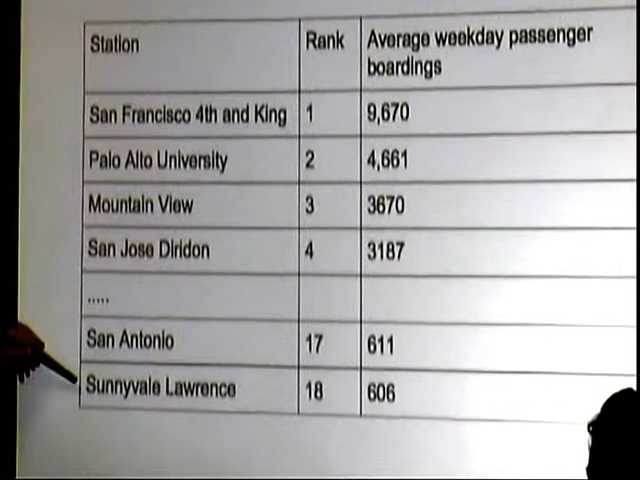 Station Rank Average weekday passenger
boardings
San Francisco 4th and King 1 9,670
Palo Alto University 2 4,661
Mountain View 3 3670
San Jose Diridon 4 3187
.....
San Antonio 17 611
Sunnyvale Lawrence 18 606